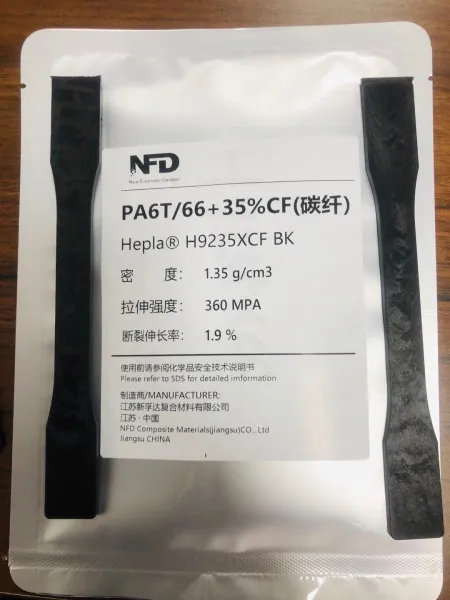 NFD
PA6T/66+35%CF(碳纤)
Hepla® H9235XCF BK
密 度: 1.35 g/cm3
拉伸强度: 360 MPA
断裂伸长率: 1.9 %
使用前请参阅化学品安全技术说明书
Please refer to SDS for detailed imformation
制造商/MANUFACTURER:
江苏新孚达复合材料有限公司
江苏·中国
NFD Composite Materials(jiangsu)CO., Ltd
Jiangsu CHINA